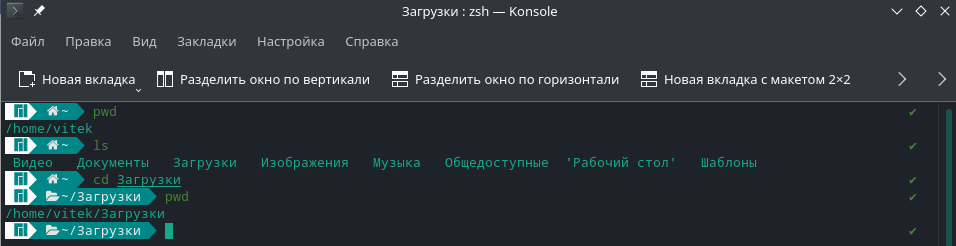 Загрузки : zsh — Konsole
Файл Правка Вид Закладки Настройка Справка
Новая вкладка Разделить окно по вертикали Разделить окно по горизонтали Новая вкладка с макетом 2×2
~ pwd ✔
/home/vitek
~ ls ✔
Видео Документы Загрузки Изображения Музыка Общедоступные 'Рабочий стол' Шаблоны
~ cd Загрузки ✔
~/Загрузки pwd ✔
/home/vitek/Загрузки
~/Загрузки ✔